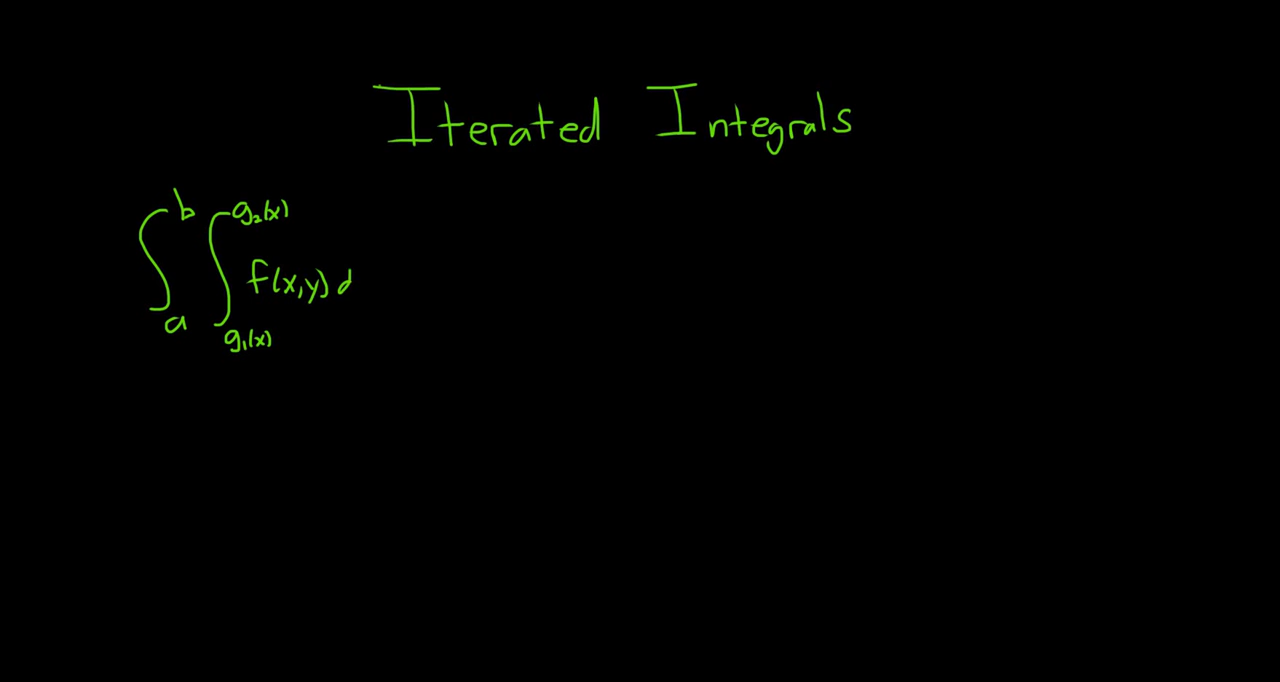 Iterated Integrals
∫_a^b ∫_{g₁(x)}^{g₂(x)} f(x,y) d